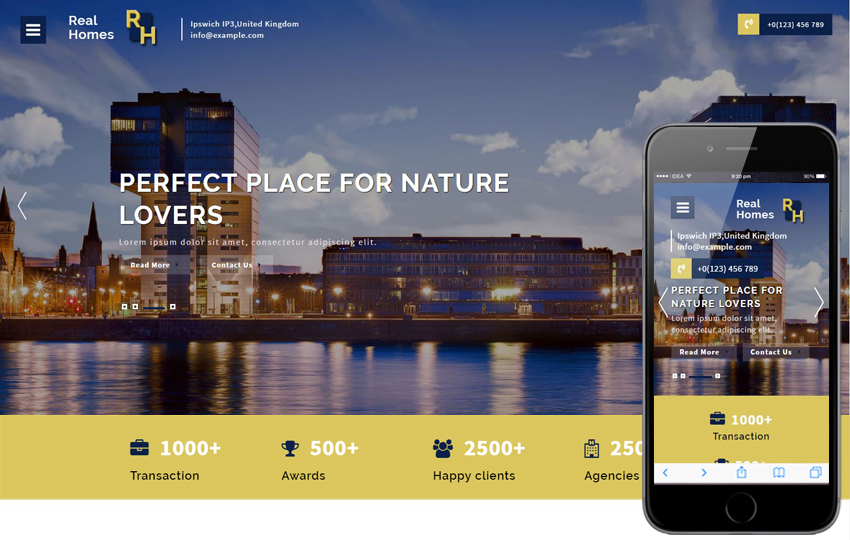 Real
Homes
R
H
Ipswich IP3,United Kingdom
info@example.com
+0(123) 456 789
PERFECT PLACE FOR NATURE
LOVERS
Lorem ipsum dolor sit amet, consectetur adipiscing elit.
Read More
Contact Us
1000+
Transaction
500+
Awards
2500+
Happy clients
250
Agencies
IDEA
9:20 pm
90%
Real
Homes
R
H
Ipswich IP3,United Kingdom
info@example.com
+0(123) 456 789
PERFECT PLACE FOR
NATURE LOVERS
Lorem ipsum dolor sit amet,
consectetur adipiscing elit.
Read More
Contact Us
1000+
Transaction